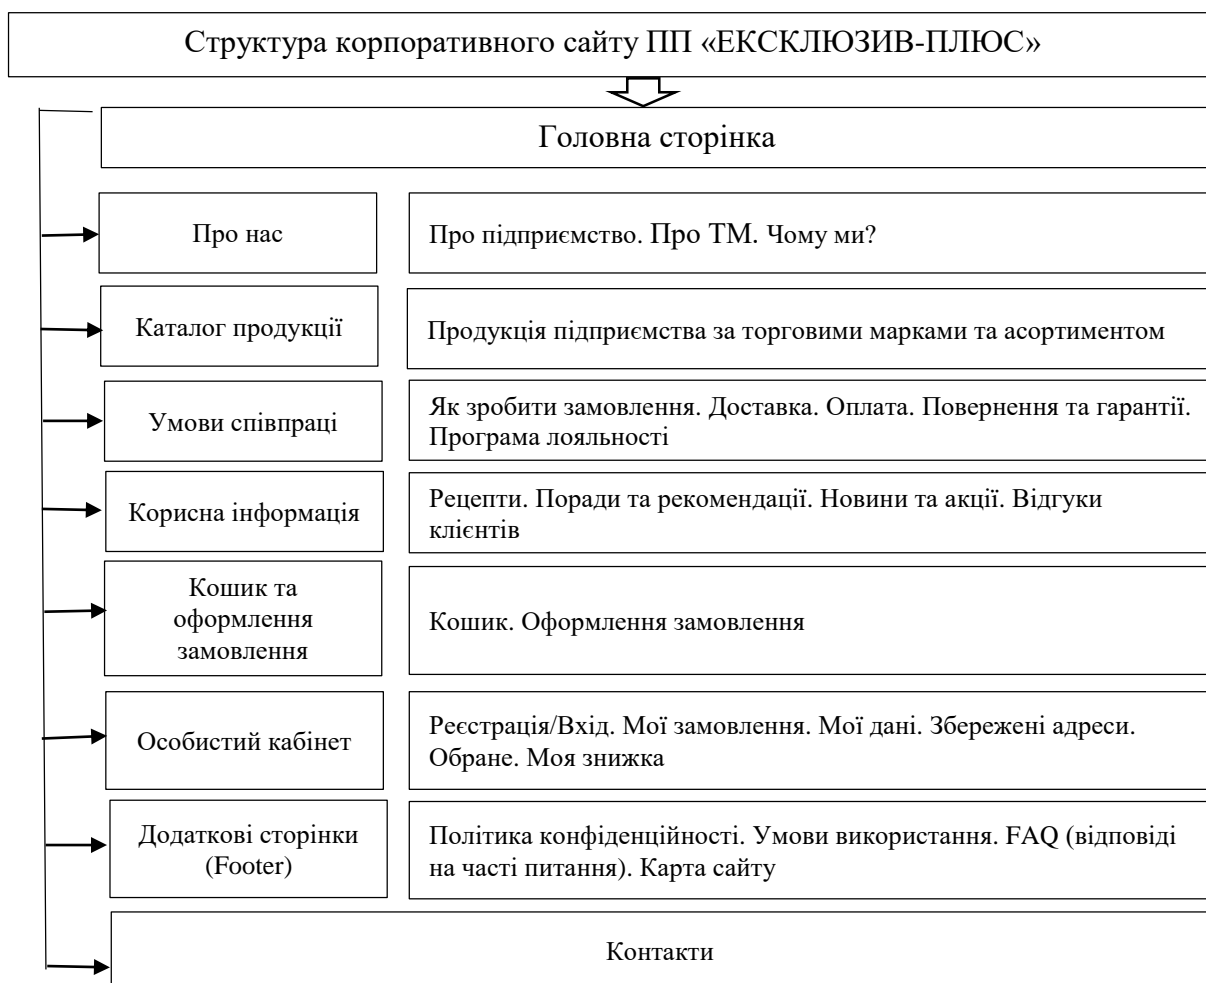 Структура корпоративного сайту ПП «ЕКСКЛЮЗИВ-ПЛЮС»
Головна сторінка
Про нас
Про підприємство. Про ТМ. Чому ми?
Каталог продукції
Продукція підприємства за торговими марками та асортиментом
Умови співпраці
Як зробити замовлення. Доставка. Оплата. Повернення та гарантії.
Програма лояльності
Корисна інформація
Рецепти. Поради та рекомендації. Новини та акції. Відгуки
клієнтів
Кошик та
оформлення
замовлення
Кошик. Оформлення замовлення
Особистий кабінет
Реєстрація/Вхід. Мої замовлення. Мої дані. Збережені адреси.
Обране. Моя знижка
Додаткові сторінки
(Footer)
Політика конфіденційності. Умови використання. FAQ (відповіді
на часті питання). Карта сайту
Контакти